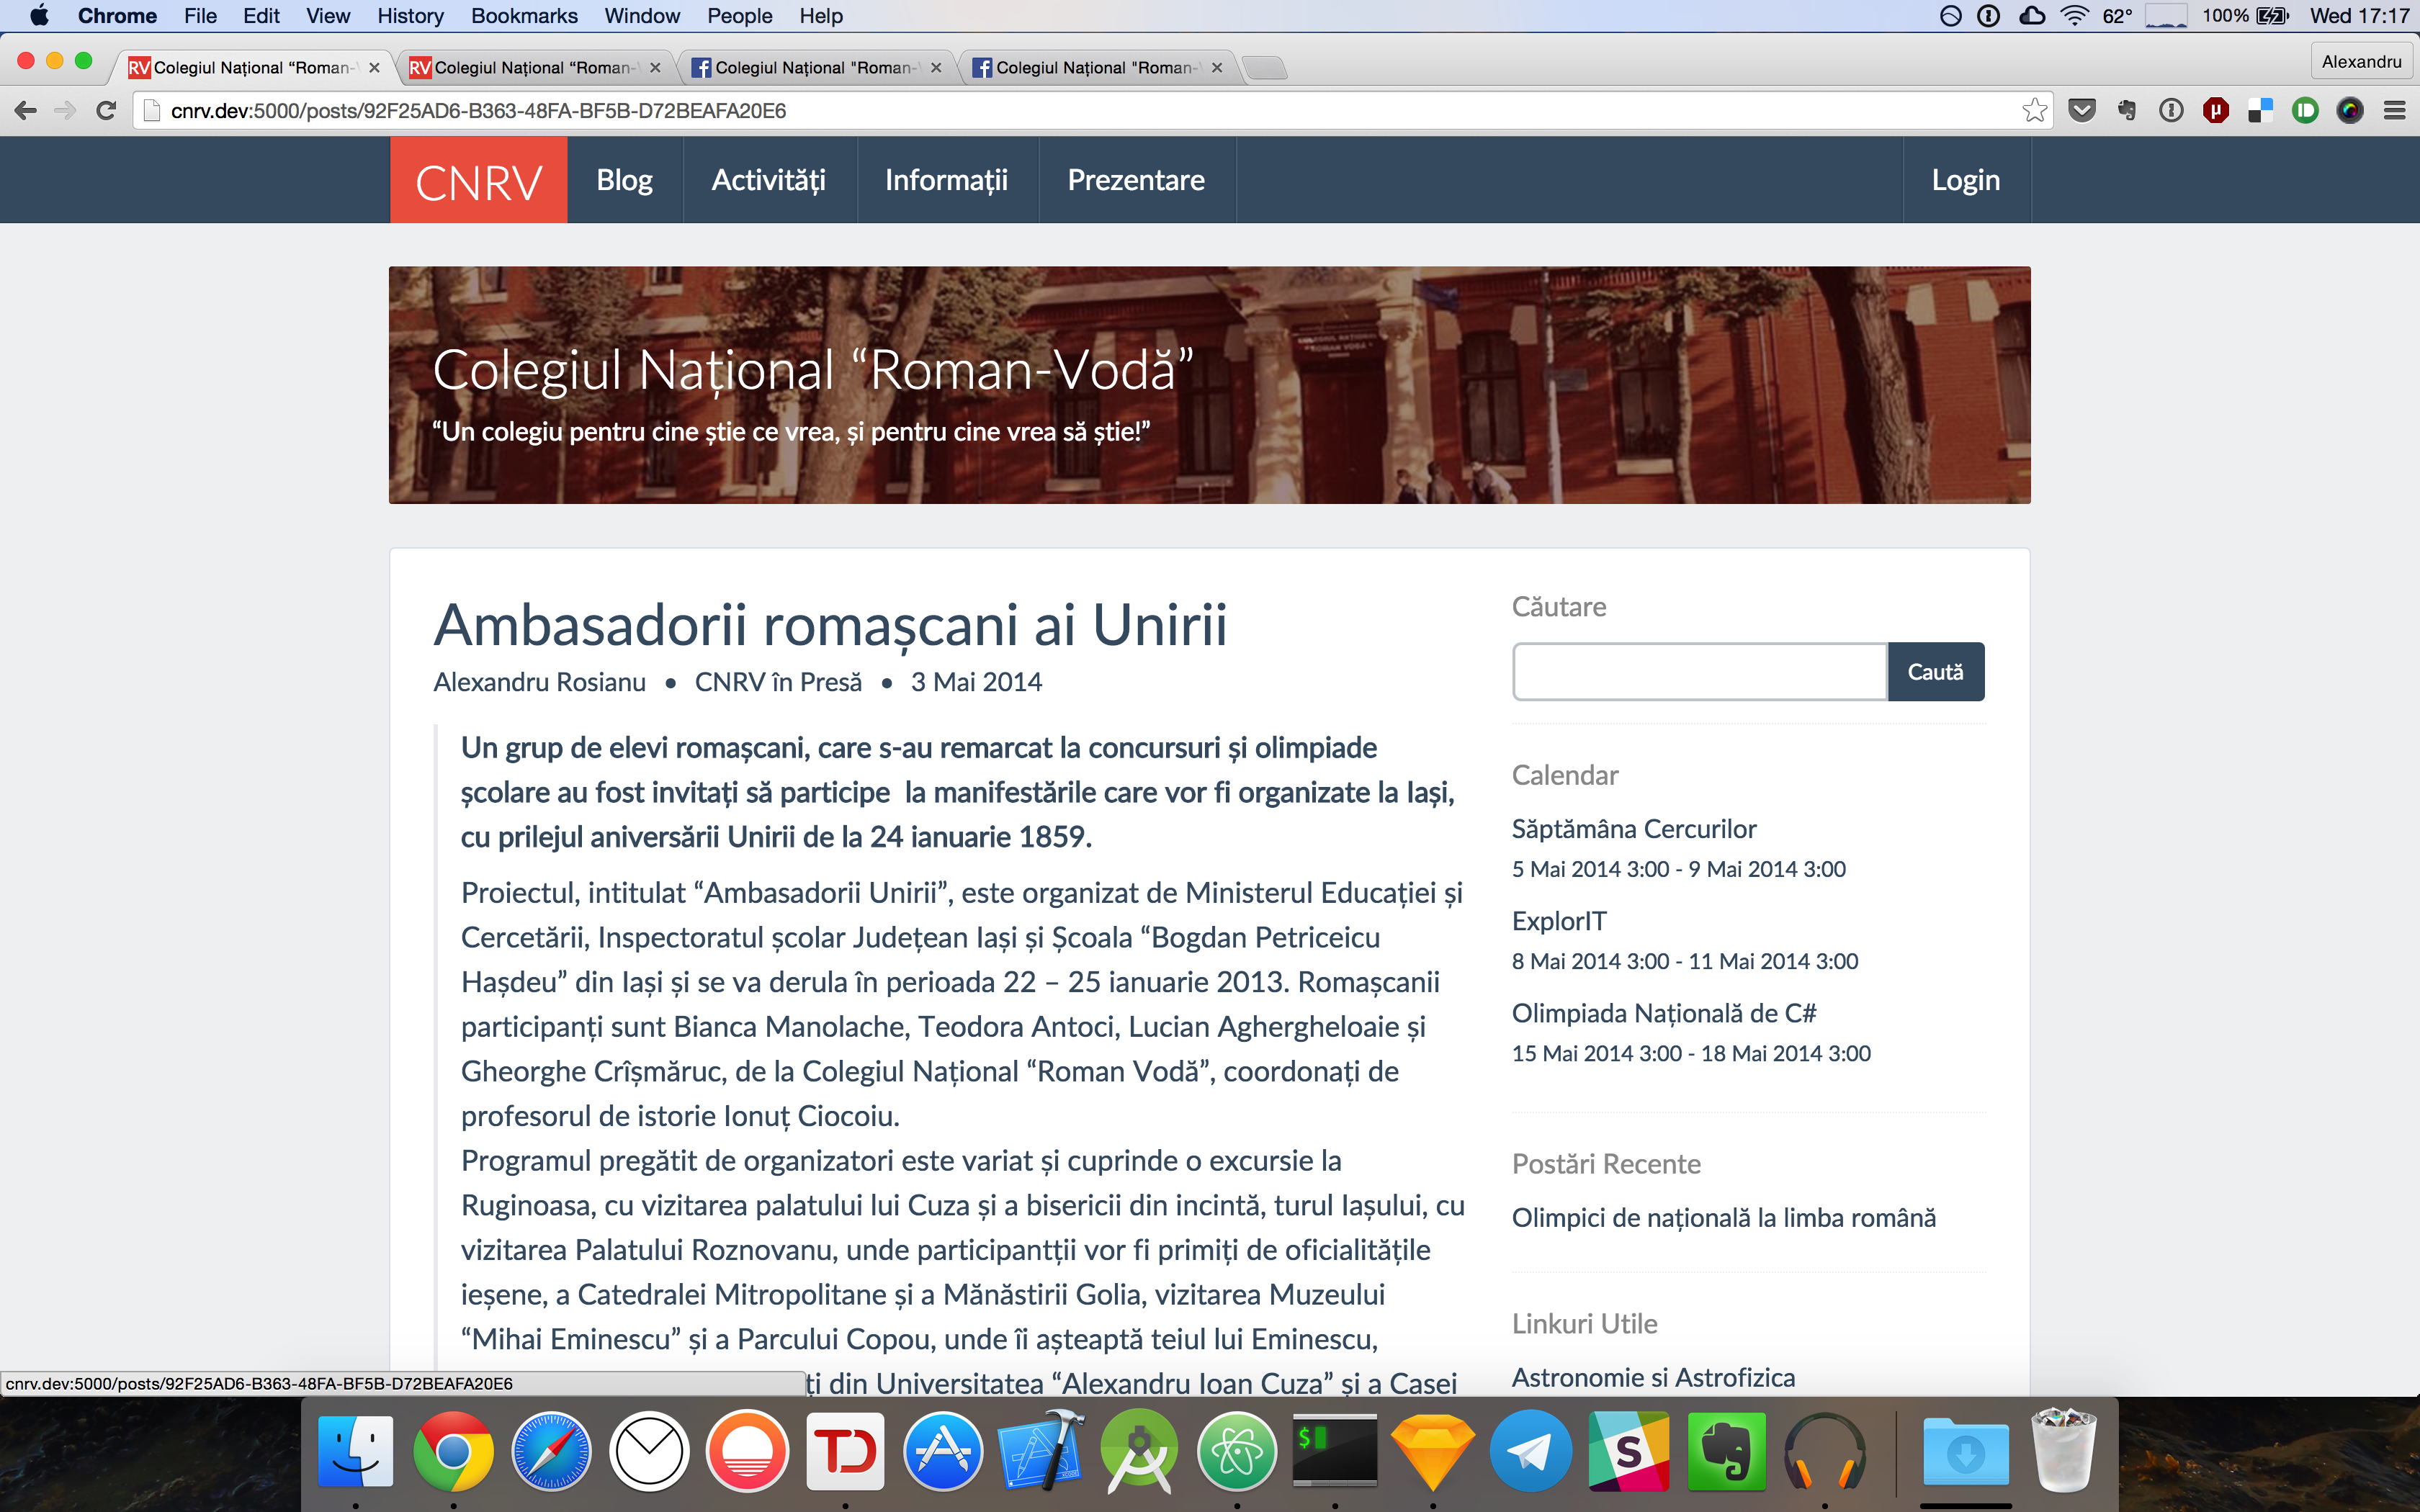 Chrome File Edit View History Bookmarks Window People Help 62° 100% Wed 17:17
RV Colegiul Național “Roman- RV Colegiul Național “Roman- Colegiul Național "Roman- Colegiul Național "Roman- Alexandru
cnrv.dev:5000/posts/92F25AD6-B363-48FA-BF5B-D72BEAFA20E6
CNRV Blog Activități Informații Prezentare Login
COLEGIUL NAȚIONAL
"ROMAN VODĂ"
Colegiul Național “Roman-Vodă”
“Un colegiu pentru cine știe ce vrea, și pentru cine vrea să știe!”
Ambasadorii romașcani ai Unirii
Alexandru Rosianu • CNRV în Presă • 3 Mai 2014
Un grup de elevi romașcani, care s-au remarcat la concursuri și olimpiade
școlare au fost invitați să participe  la manifestările care vor fi organizate la Iași,
cu prilejul aniversării Unirii de la 24 ianuarie 1859.
Proiectul, intitulat “Ambasadorii Unirii”, este organizat de Ministerul Educației și
Cercetării, Inspectoratul școlar Județean Iași și Școala “Bogdan Petriceicu
Hașdeu” din Iași și se va derula în perioada 22 – 25 ianuarie 2013. Romașcanii
participanți sunt Bianca Manolache, Teodora Antoci, Lucian Aghergheloaie și
Gheorghe Crîșmăruc, de la Colegiul Național “Roman Vodă”, coordonați de
profesorul de istorie Ionuț Ciocoiu.
Programul pregătit de organizatori este variat și cuprinde o excursie la
Ruginoasa, cu vizitarea palatului lui Cuza și a bisericii din incintă, turul Iașului, cu
vizitarea Palatului Roznovanu, unde participantții vor fi primiți de oficialitățile
ieșene, a Catedralei Mitropolitane și a Mănăstirii Golia, vizitarea Muzeului
“Mihai Eminescu” și a Parcului Copou, unde îi așteaptă teiul lui Eminescu,
ți din Universitatea “Alexandru Ioan Cuza” și a Casei
Căutare
Caută
Calendar
Săptămâna Cercurilor
5 Mai 2014 3:00 - 9 Mai 2014 3:00
ExplorIT
8 Mai 2014 3:00 - 11 Mai 2014 3:00
Olimpiada Națională de C#
15 Mai 2014 3:00 - 18 Mai 2014 3:00
Postări Recente
Olimpici de națională la limba română
Linkuri Utile
Astronomie si Astrofizica
cnrv.dev:5000/posts/92F25AD6-B363-48FA-BF5B-D72BEAFA20E6